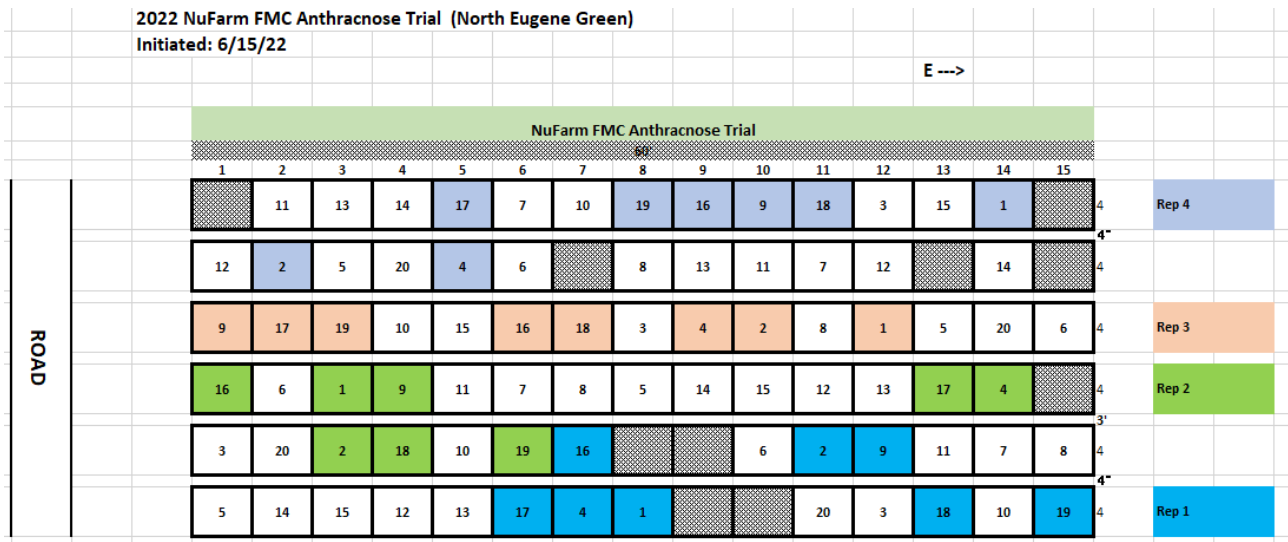 2022 NuFarm FMC Anthracnose Trial (North Eugene Green)
Initiated: 6/15/22
E --->
NuFarm FMC Anthracnose Trial
60'
1 2 3 4 5 6 7 8 9 10 11 12 13 14 15
11 13 14 17 7 10 19 16 9 18 3 15 1 4 Rep 4
4"
12 2 5 20 4 6 8 13 11 7 12 14 4
ROAD
9 17 19 10 15 16 18 3 4 2 8 1 5 20 6 4 Rep 3
16 6 1 9 11 7 8 5 14 15 12 13 17 4 4 Rep 2
3'
3 20 2 18 10 19 16 6 2 9 11 7 8 4
4"
5 14 15 12 13 17 4 1 20 3 18 10 19 4 Rep 1